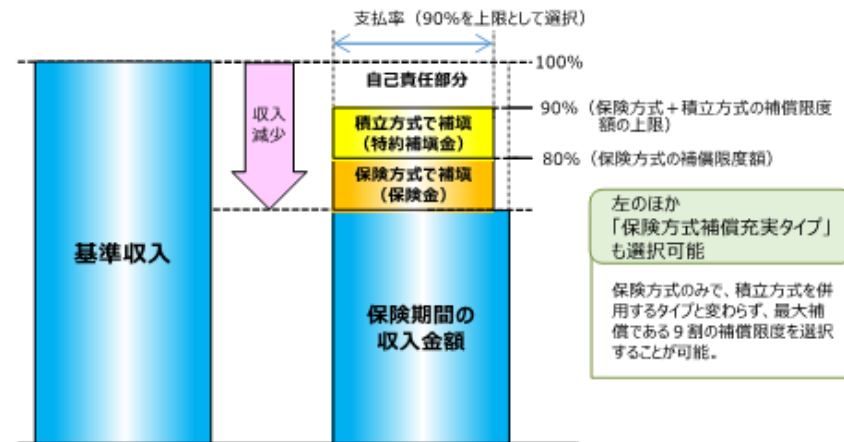 支払率（90%を上限として選択）
100%
自己責任部分
90%（保険方式＋積立方式の補償限度
額の上限）
収入
減少
積立方式で補塡
（特約補塡金）
80%（保険方式の補償限度額）
保険方式で補塡
（保険金）
左のほか
「保険方式補償充実タイプ」
も選択可能
基準収入
保険期間の
収入金額
保険方式のみで、積立方式を併
用するタイプと変わらず、最大補
償である９割の補償限度を選択
することが可能。